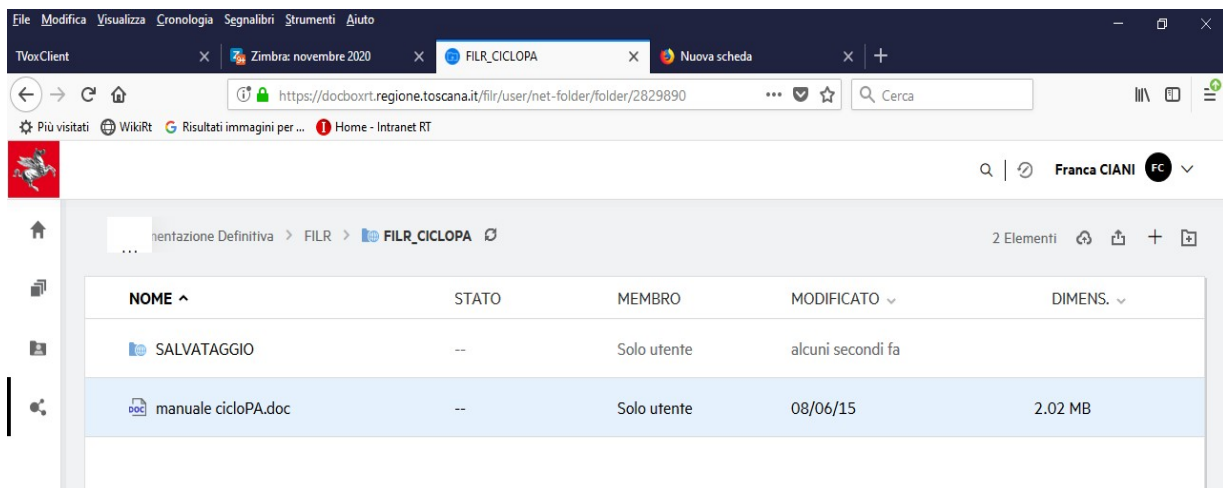 File Modifica Visualizza Cronologia Segnalibri Strumenti Aiuto
TVoxClient Zimbra: novembre 2020 FILR_CICLOPA Nuova scheda
https://docboxrt.regione.toscana.it/filr/user/net-folder/folder/2829890 ... Cerca
Più visitati WikiRt Risultati immagini per ... Home - Intranet RT
Franca CIANI FC
... nentazione Definitiva > FILR > FILR_CICLOPA 2 Elementi
NOME STATO MEMBRO MODIFICATO DIMENS.
SALVATAGGIO -- Solo utente alcuni secondi fa
DOC manuale cicloPA.doc -- Solo utente 08/06/15 2.02 MB